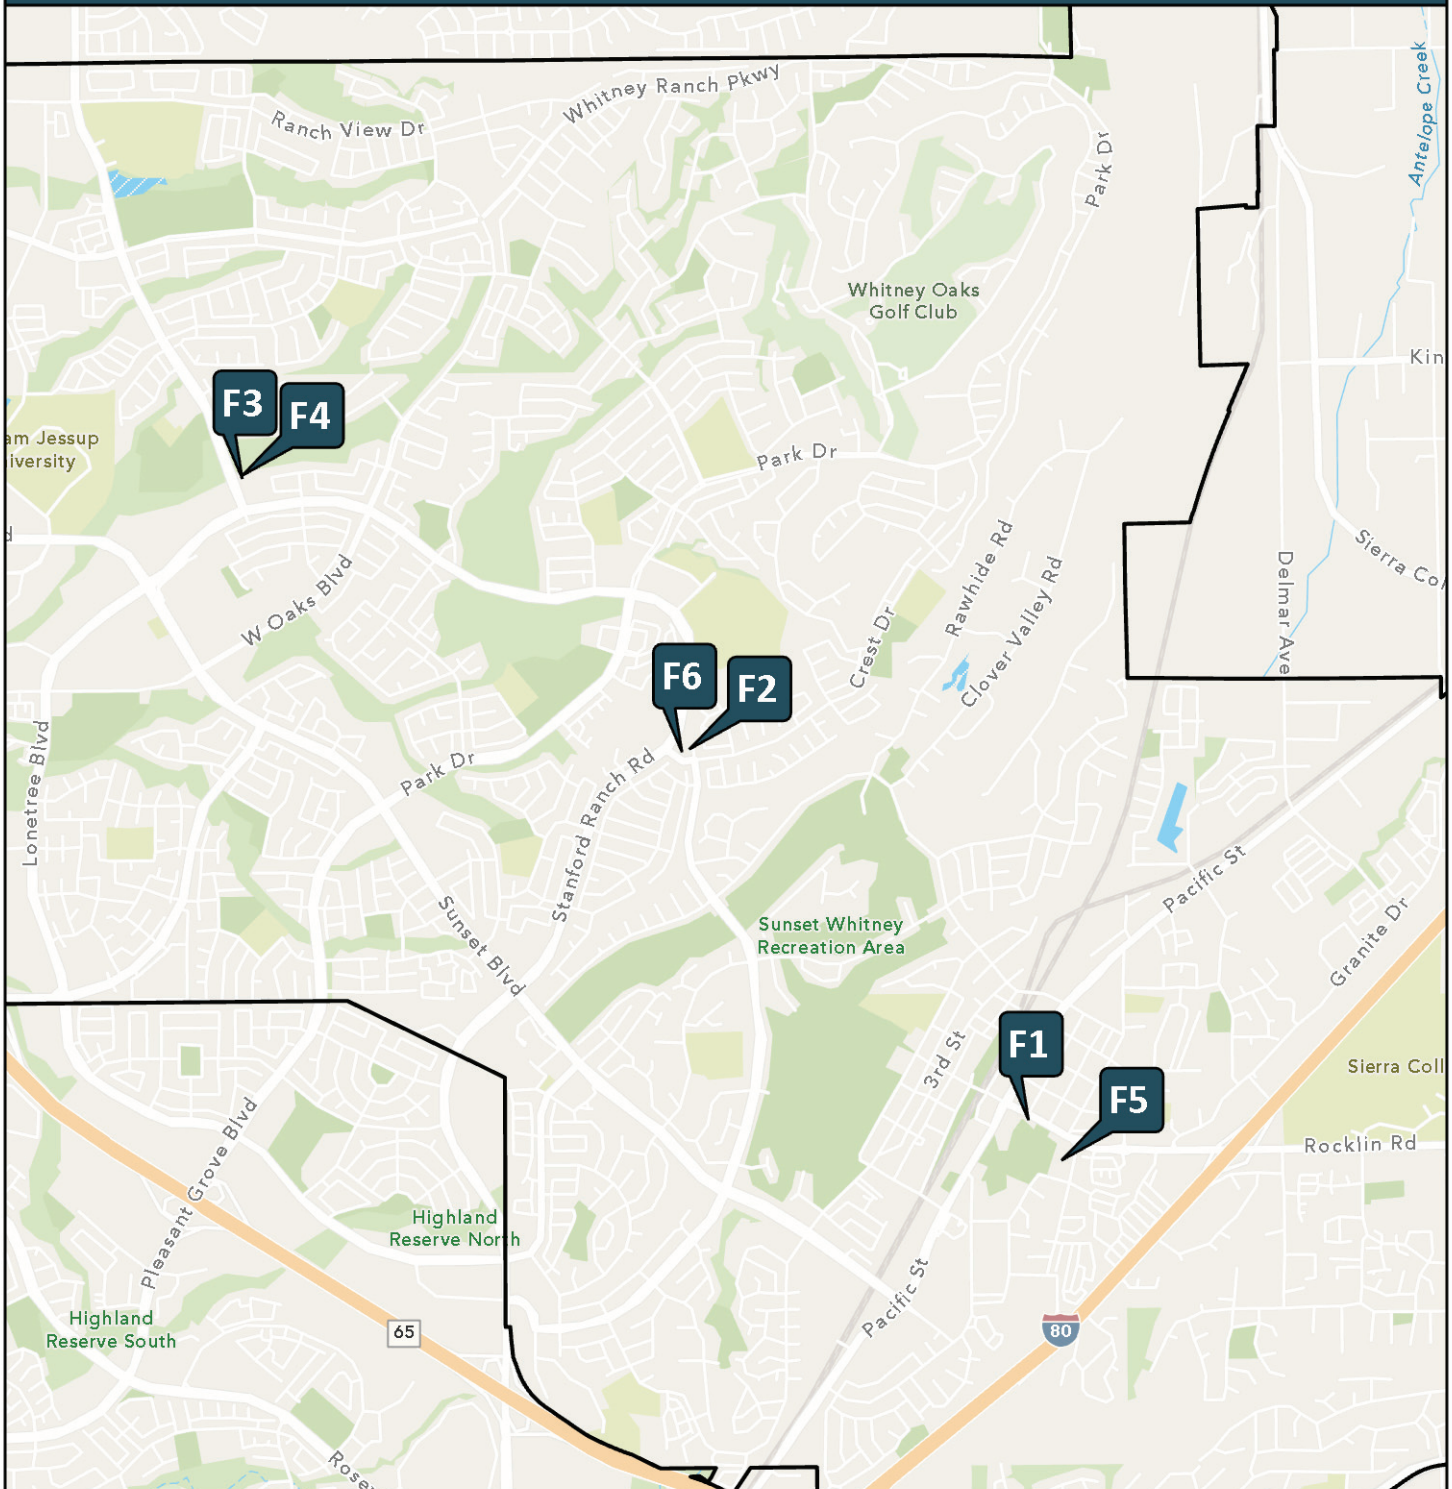 Whitney Ranch Pkwy
Ranch View Dr
Antelope Creek
Park Dr
Whitney Oaks
Golf Club
Kin
F3
F4
am Jessup
iversity
Park Dr
d
W Oaks Blvd
Rawhide Rd
Clover Valley Rd
Crest Dr
Delmar Ave
Sierra Co
F6
F2
Lonetree Blvd
Park Dr
Stanford Ranch Rd
Sunset Blvd
Sunset Whitney
Recreation Area
Pacific St
Granite Dr
3rd St
F1
F5
Sierra Coll
Rocklin Rd
Pleasant Grove Blvd
Highland
Reserve North
Highland
Reserve South
65
Pacific St
80
Rose